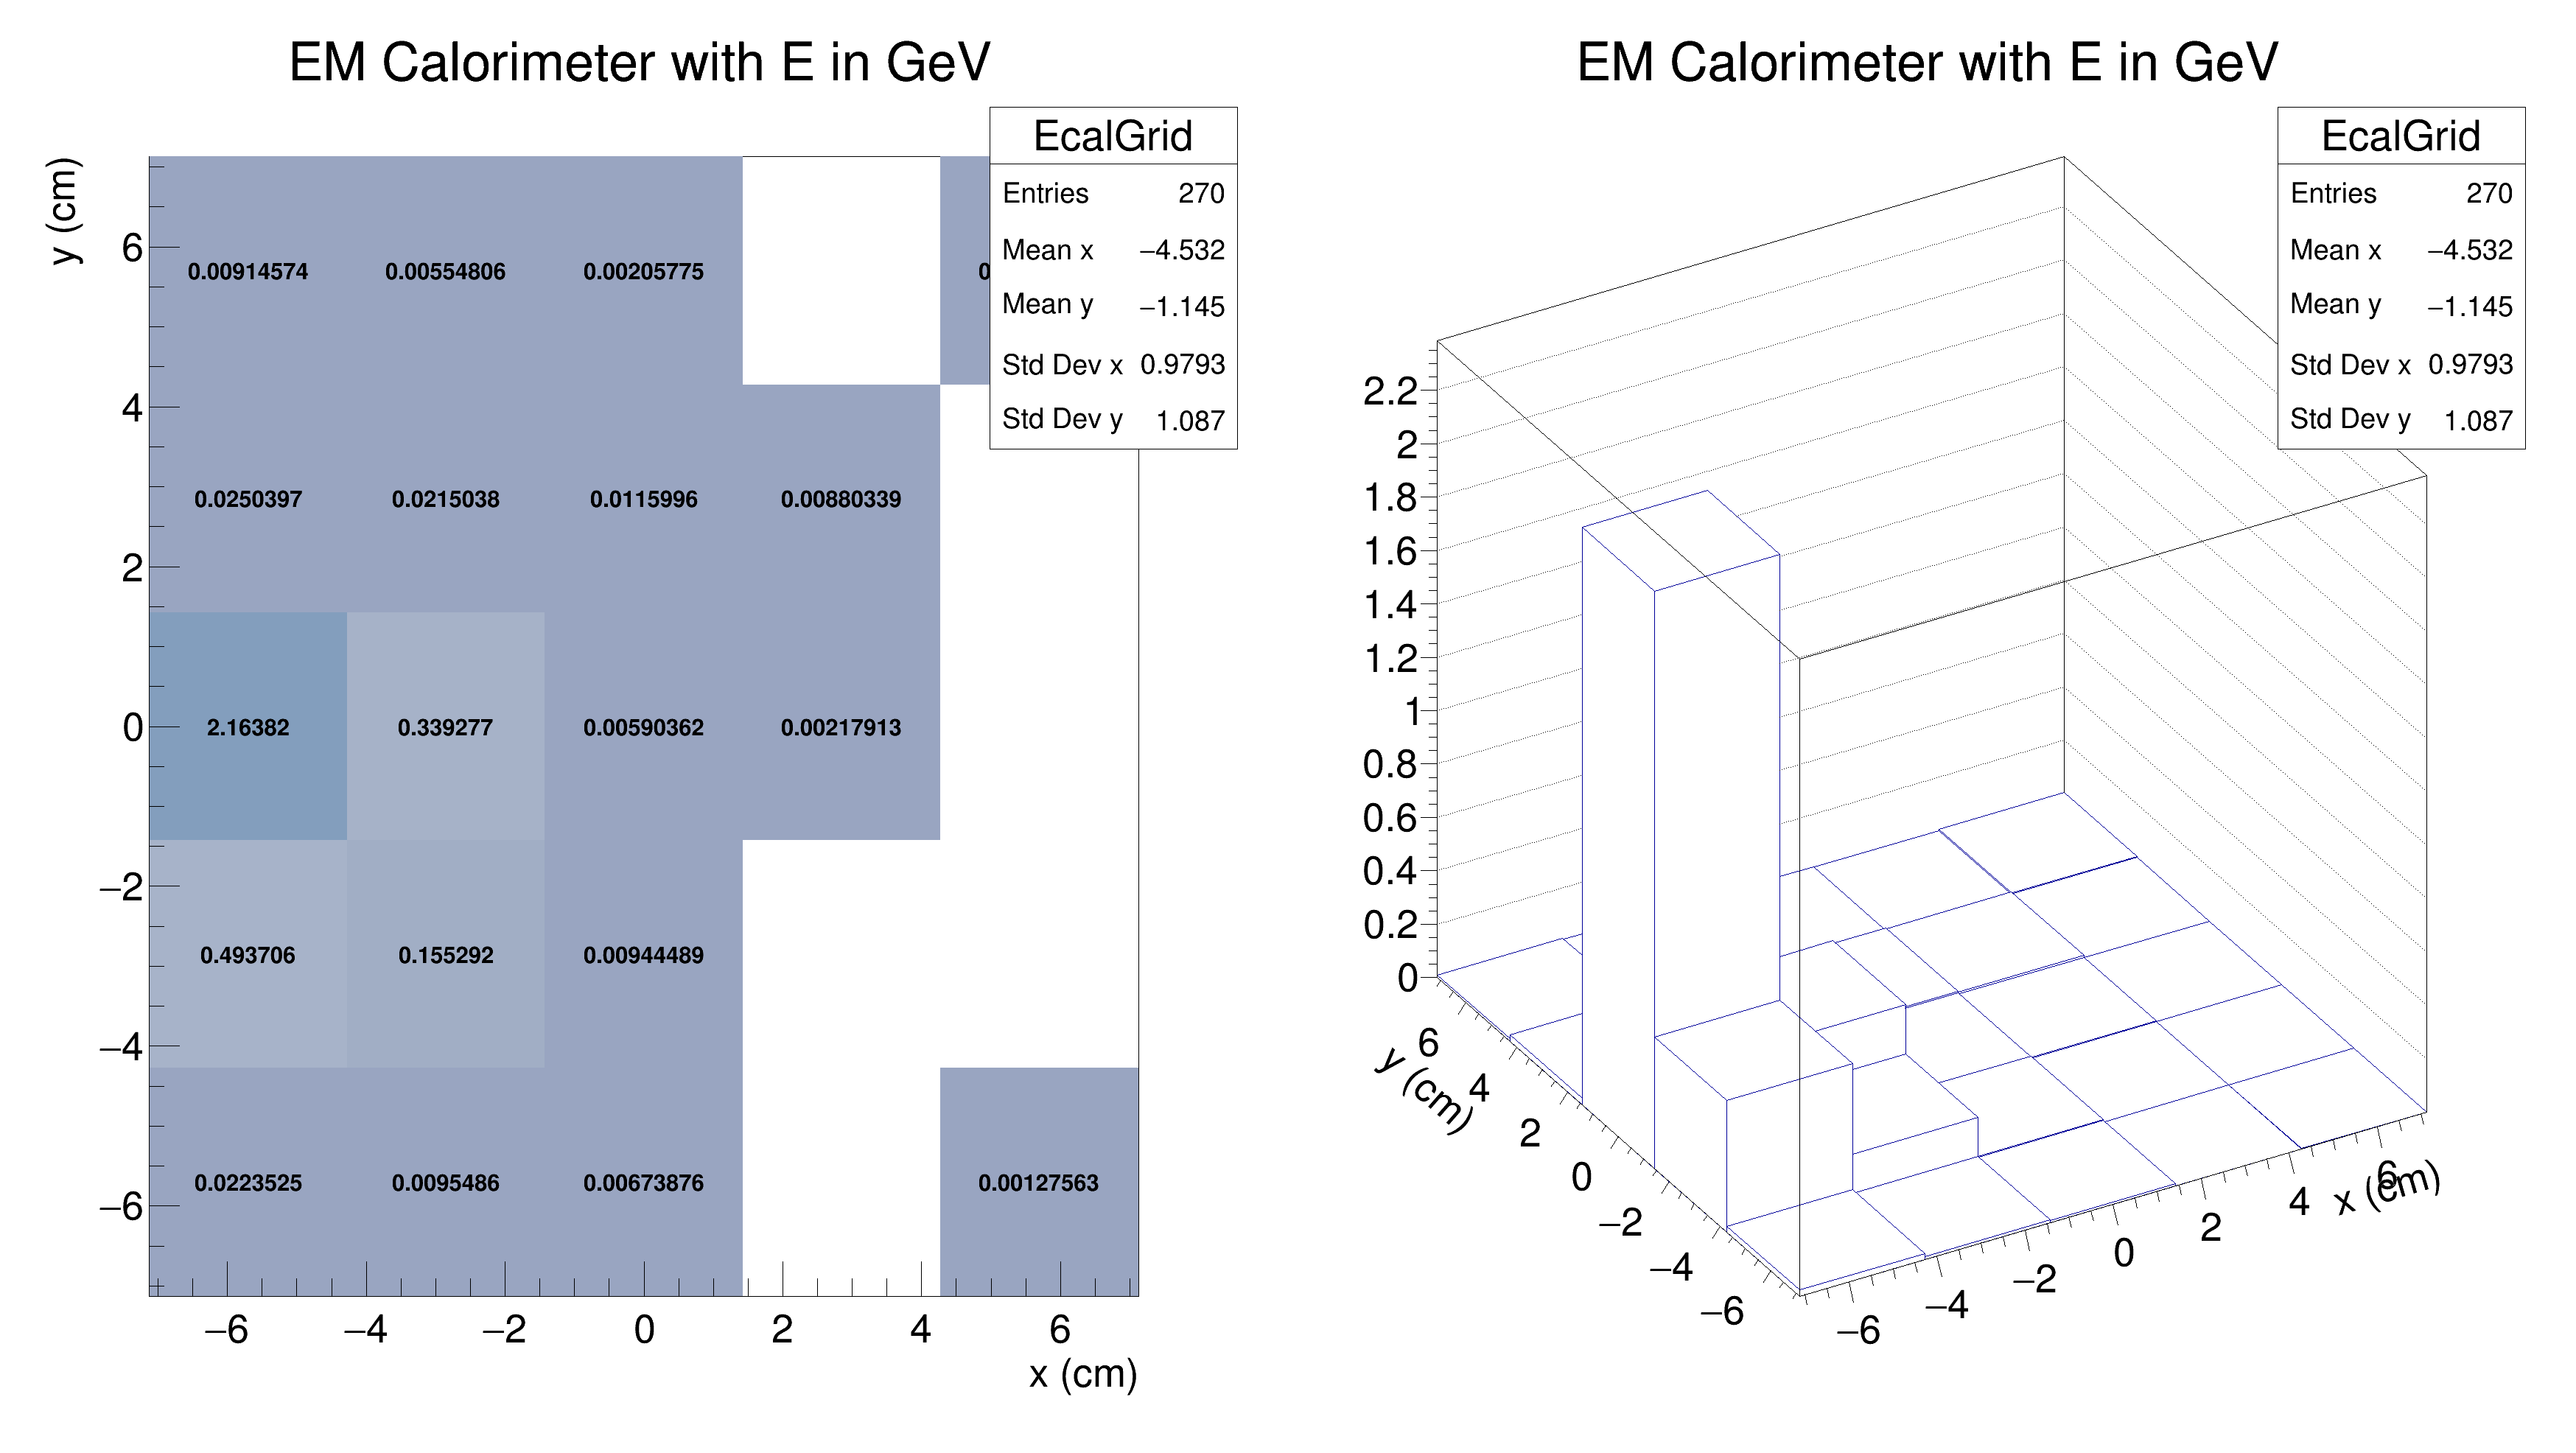 EM Calorimeter with E in GeV
EcalGrid
Entries 270
Mean x −4.532
Mean y −1.145
Std Dev x 0.9793
Std Dev y 1.087
y (cm)
6
4
2
0
−2
−4
−6
0.00914574 0.00554806 0.00205775
0.0250397 0.0215038 0.0115996 0.00880339
2.16382 0.339277 0.00590362 0.00217913
0.493706 0.155292 0.00944489
0.0223525 0.0095486 0.00673876 0.00127563
−6 −4 −2 0 2 4 6
x (cm)
EM Calorimeter with E in GeV
EcalGrid
Entries 270
Mean x −4.532
Mean y −1.145
Std Dev x 0.9793
Std Dev y 1.087
2.2
2
1.8
1.6
1.4
1.2
1
0.8
0.6
0.4
0.2
0
y (cm)
6
4
2
0
−2
−4
−6
−6 −4 −2 0 2 4 6
x (cm)